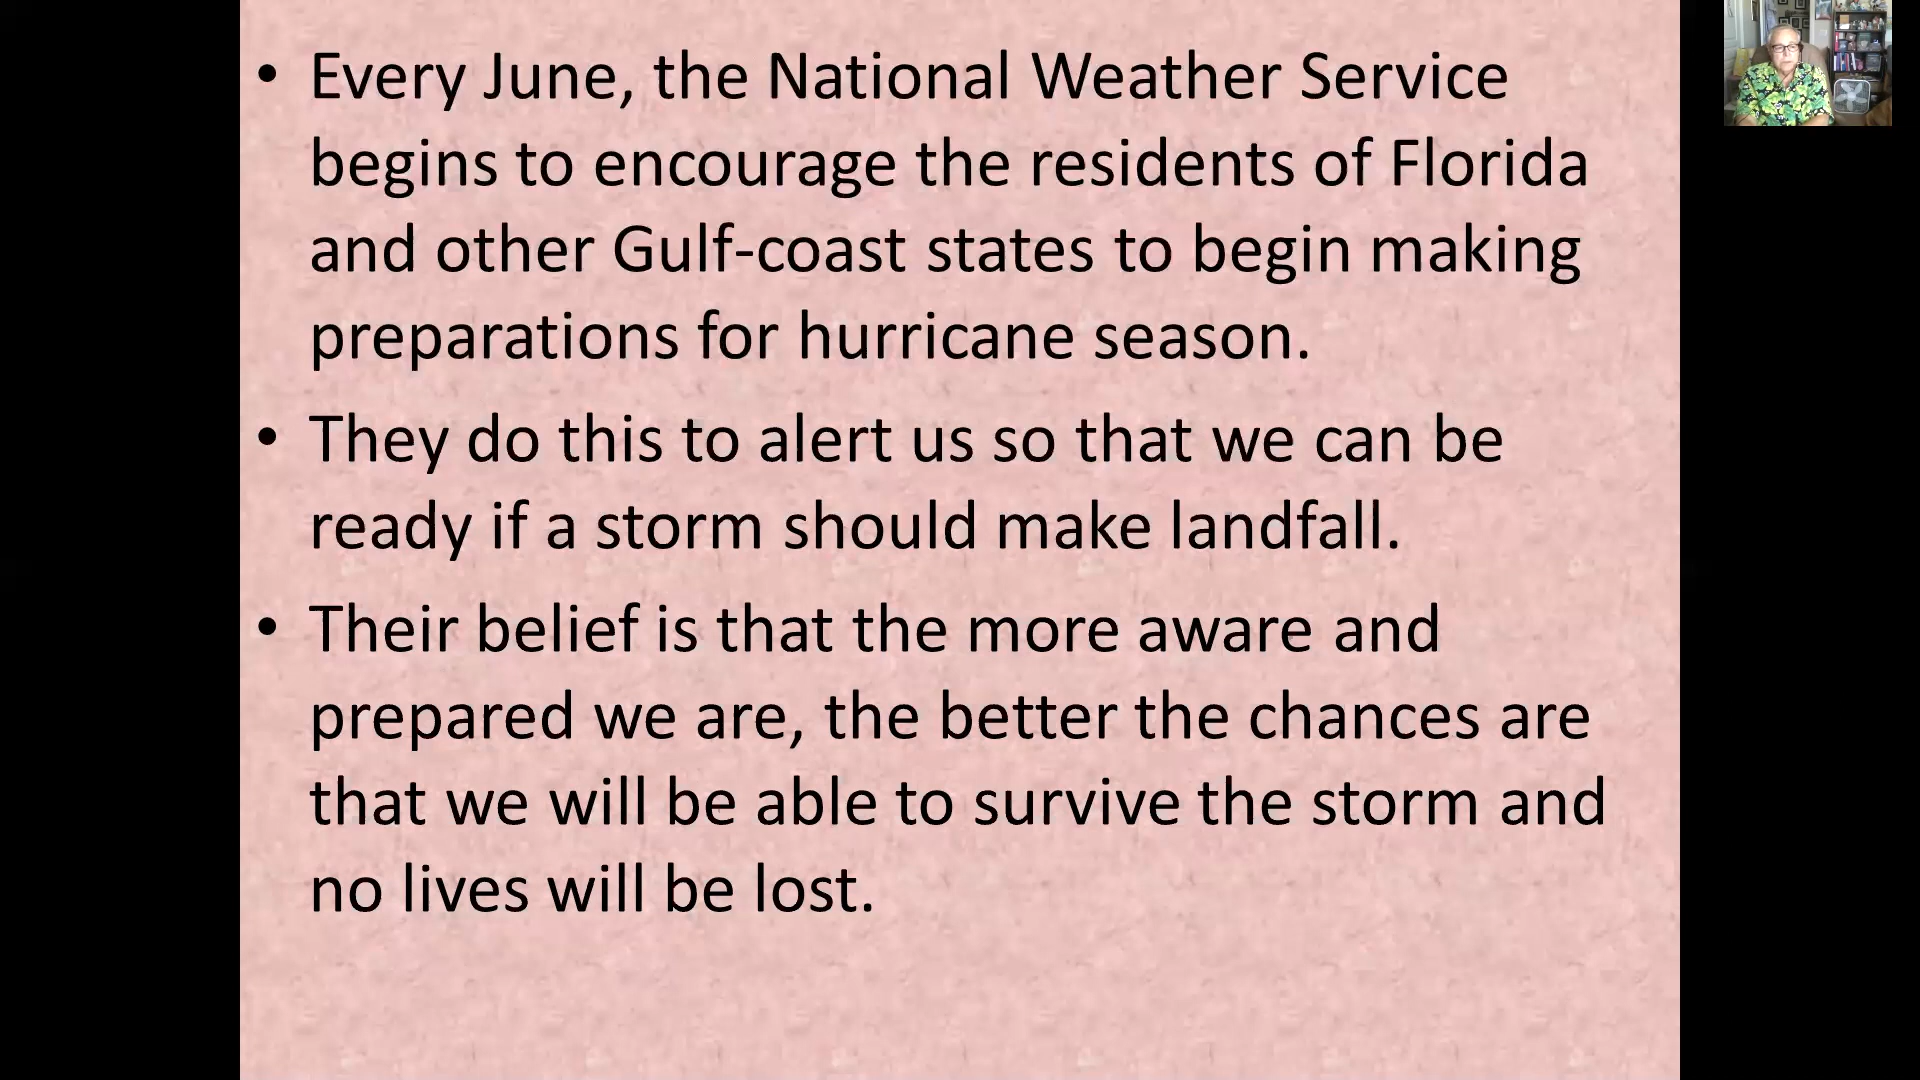 • Every June, the National Weather Service
begins to encourage the residents of Florida
and other Gulf-coast states to begin making
preparations for hurricane season.
• They do this to alert us so that we can be
ready if a storm should make landfall.
• Their belief is that the more aware and
prepared we are, the better the chances are
that we will be able to survive the storm and
no lives will be lost.